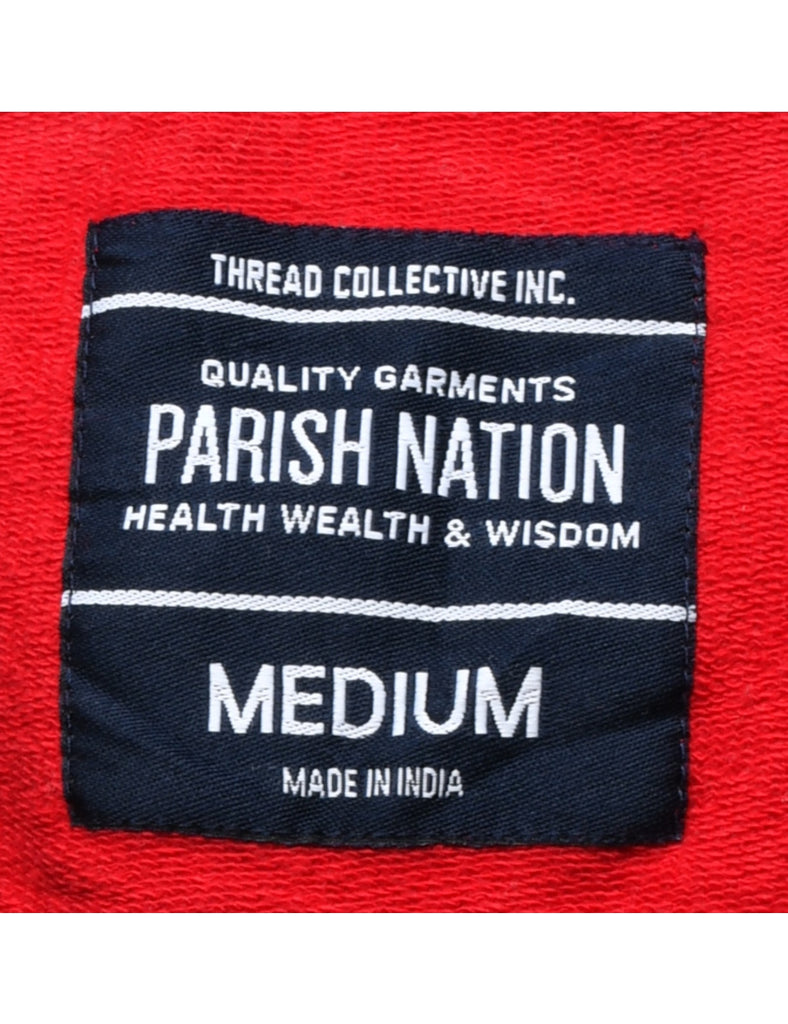 THREAD COLLECTIVE INC.
QUALITY GARMENTS
PARISH NATION
HEALTH WEALTH & WISDOM
MEDIUM
MADE IN INDIA